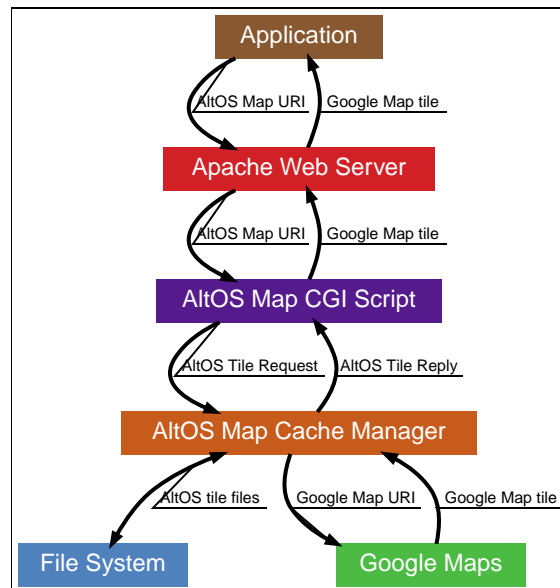 Application
AltOS Map URI
Google Map tile
Apache Web Server
AltOS Map URI
Google Map tile
AltOS Map CGI Script
AltOS Tile Request
AltOS Tile Reply
AltOS Map Cache Manager
AltOS tile files
Google Map URI
Google Map tile
File System
Google Maps